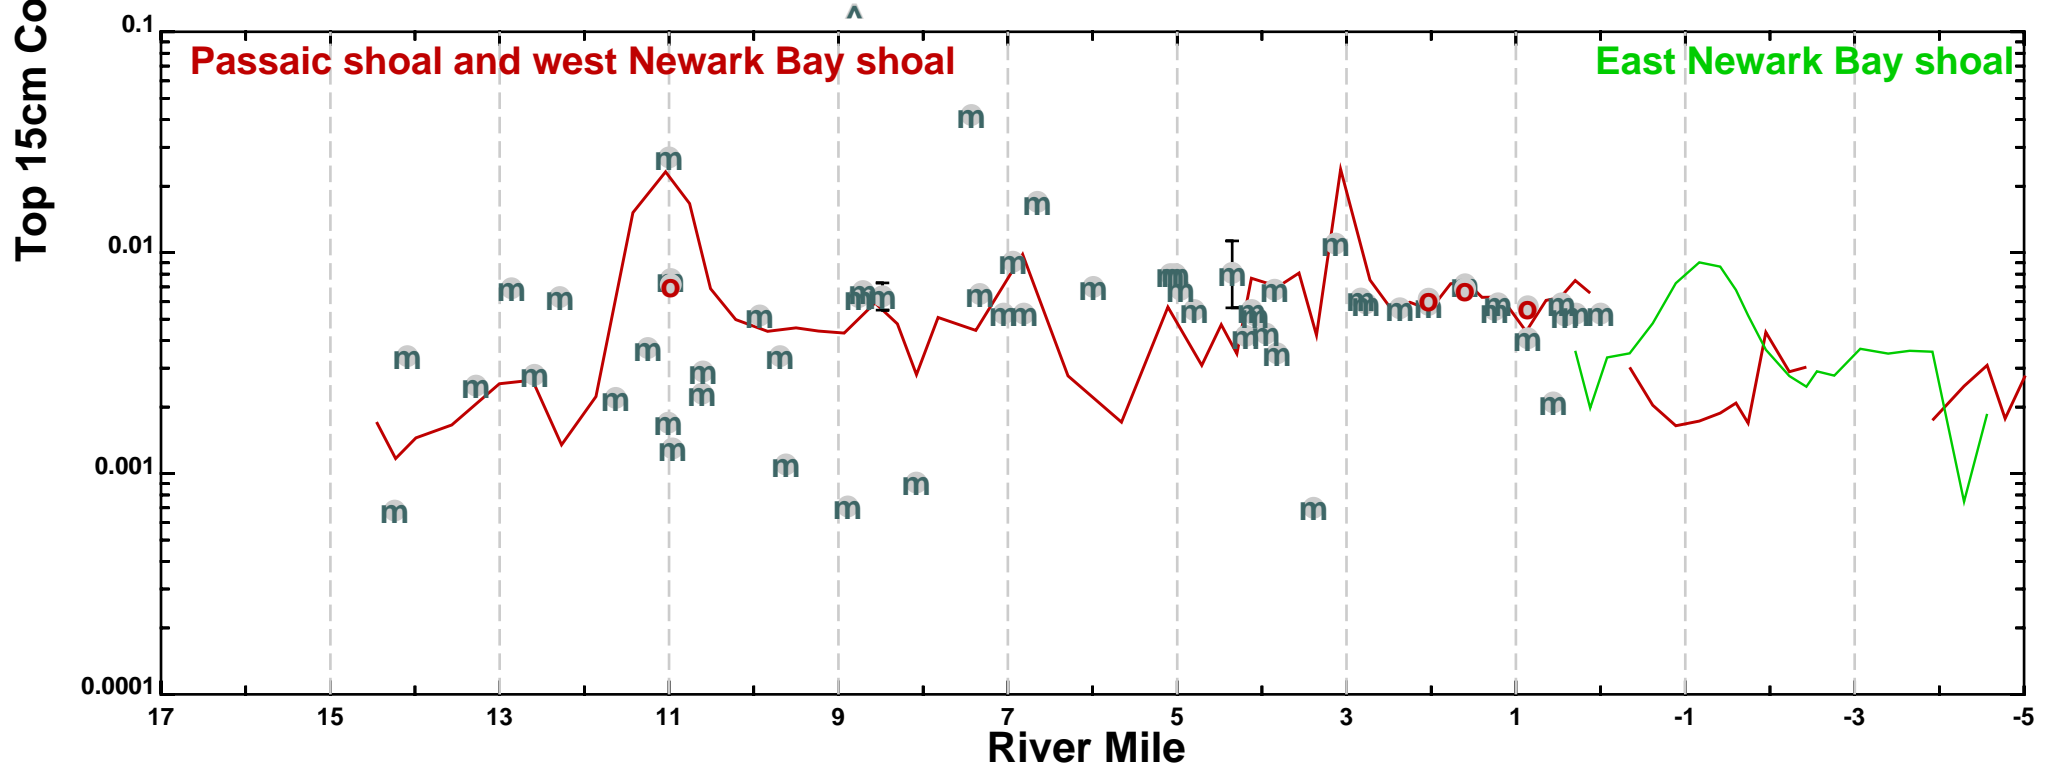 ^
0.1
Passaic shoal and west Newark Bay shoal
East Newark Bay shoal
Top 15cm Co
0.01
0.001
0.0001
17 15 13 11 9 7 5 3 1 -1 -3 -5
River Mile